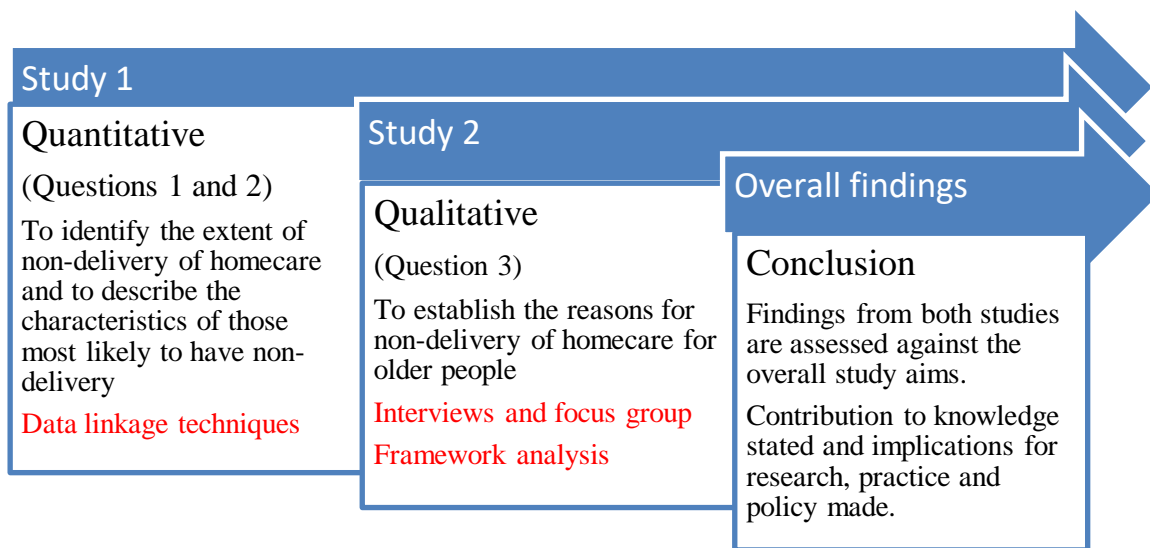 Study 1
Quantitative
(Questions 1 and 2)
To identify the extent of
non-delivery of homecare
and to describe the
characteristics of those
most likely to have non-
delivery
Data linkage techniques
Study 2
Qualitative
(Question 3)
To establish the reasons for
non-delivery of homecare for
older people
Interviews and focus group
Framework analysis
Overall findings
Conclusion
Findings from both studies
are assessed against the
overall study aims.
Contribution to knowledge
stated and implications for
research, practice and
policy made.